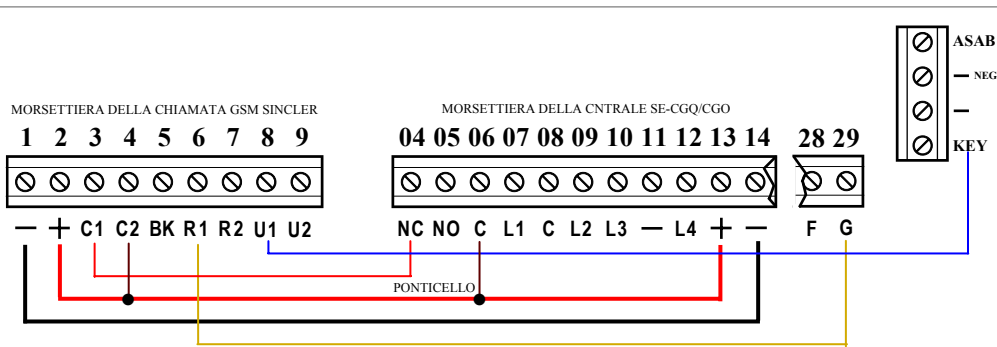 ASAB
— NEG
—
KEY
MORSETTIERA DELLA CHIAMATA GSM SINCLER
1 2 3 4 5 6 7 8 9
— + C1 C2 BK R1 R2 U1 U2
MORSETTIERA DELLA CNTRALE SE-CGQ/CGO
04 05 06 07 08 09 10 11 12 13 14 28 29
NC NO C L1 C L2 L3 — L4 + — F G
PONTICELLO